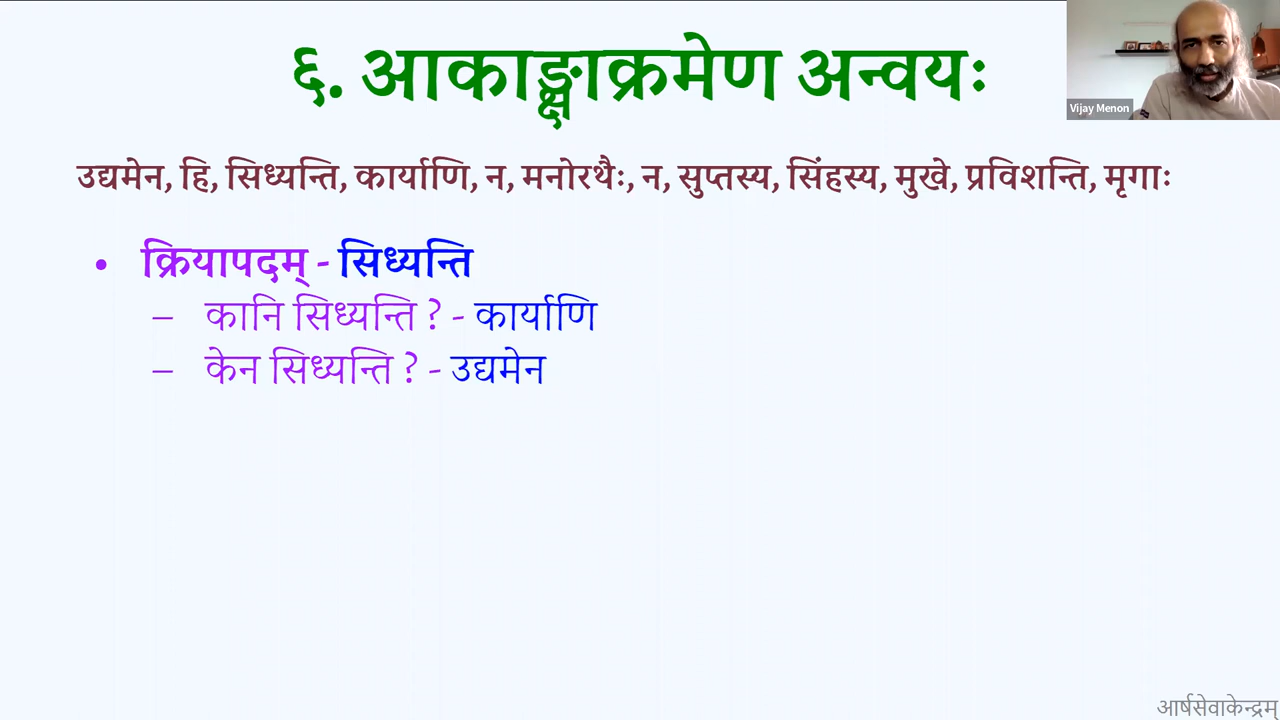 ६. आकाङ्क्षाक्रमेण अन्वयः
Vijay Menon
उद्यमेन, हि, सिध्यन्ति, कार्याणि, न, मनोरथैः, न, सुप्तस्य, सिंहस्य, मुखे, प्रविशन्ति, मृगाः
• क्रियापदम् - सिध्यन्ति
– कानि सिध्यन्ति ? - कार्याणि
– केन सिध्यन्ति ? - उद्यमेन
आर्षसेवाकेन्द्रम्